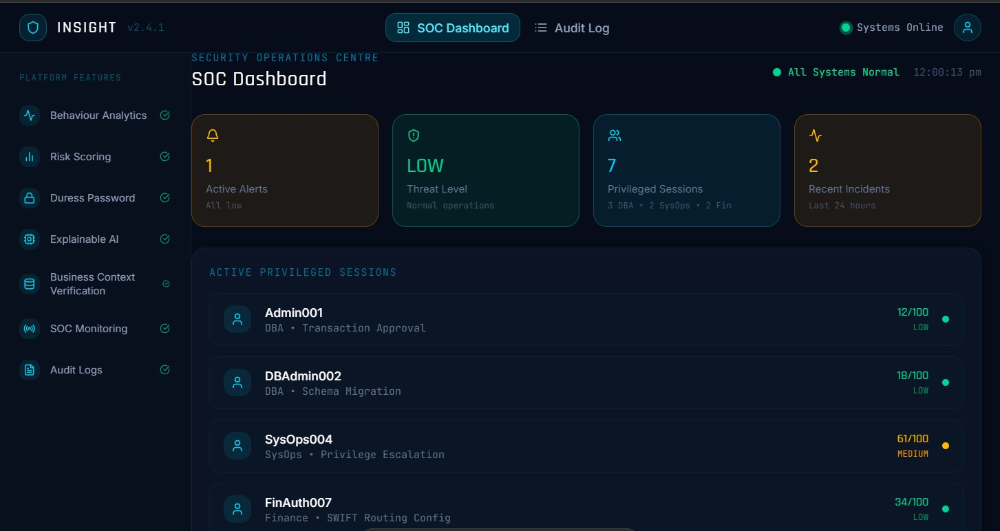 INSIGHT v2.4.1
SOC Dashboard
Audit Log
Systems Online
PLATFORM FEATURES
Behaviour Analytics
Risk Scoring
Duress Password
Explainable AI
Business Context
Verification
SOC Monitoring
Audit Logs
SECURITY OPERATIONS CENTRE
SOC Dashboard
All Systems Normal 12:00:13 pm
1
Active Alerts
All low
LOW
Threat Level
Normal operations
7
Privileged Sessions
3 DBA • 2 SysOps • 2 Fin
2
Recent Incidents
Last 24 hours
ACTIVE PRIVILEGED SESSIONS
Admin001
DBA • Transaction Approval
12/100
LOW
DBAdmin002
DBA • Schema Migration
18/100
LOW
SysOps004
SysOps • Privilege Escalation
61/100
MEDIUM
FinAuth007
Finance • SWIFT Routing Config
34/100
LOW